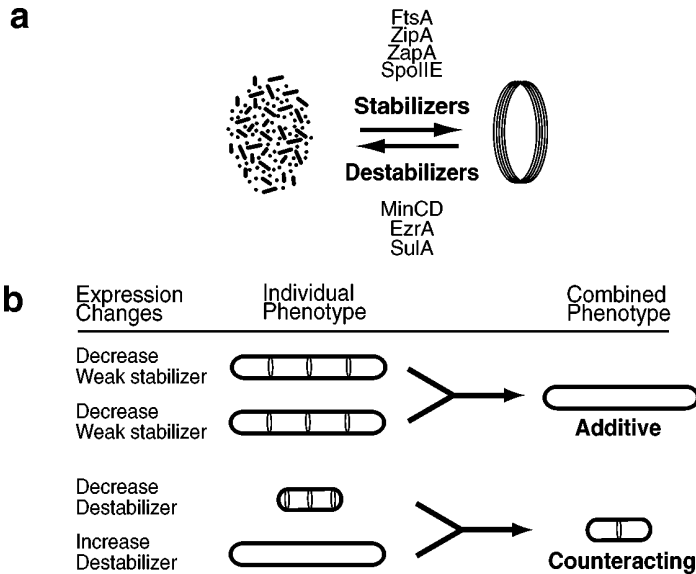 a
FtsA
ZipA
ZapA
SpoIIE
Stabilizers
Destabilizers
MinCD
EzrA
SulA
b
Expression
Changes
Individual
Phenotype
Combined
Phenotype
Decrease
Weak stabilizer
Decrease
Weak stabilizer
Additive
Decrease
Destabilizer
Increase
Destabilizer
Counteracting